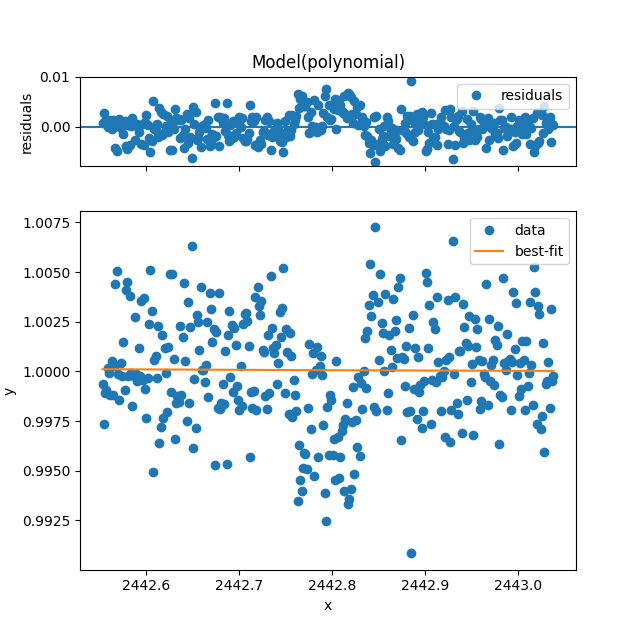 Model(polynomial)
0.01
0.00
residuals
residuals
1.0075
1.0050
1.0025
1.0000
0.9975
0.9950
0.9925
y
data
best-fit
2442.6 2442.7 2442.8 2442.9 2443.0
x